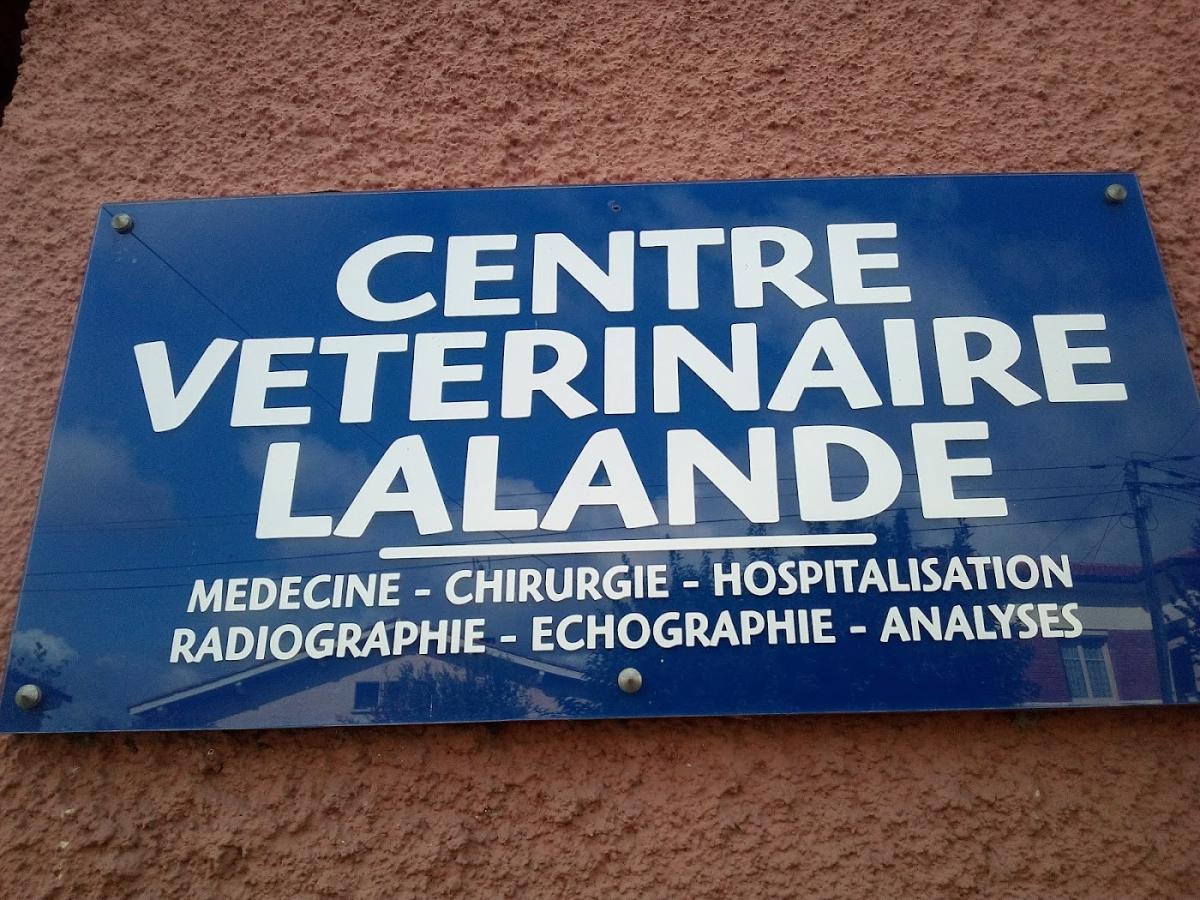 CENTRE
VETERINAIRE
LALANDE
MEDECINE - CHIRURGIE - HOSPITALISATION
RADIOGRAPHIE - ECHOGRAPHIE - ANALYSES